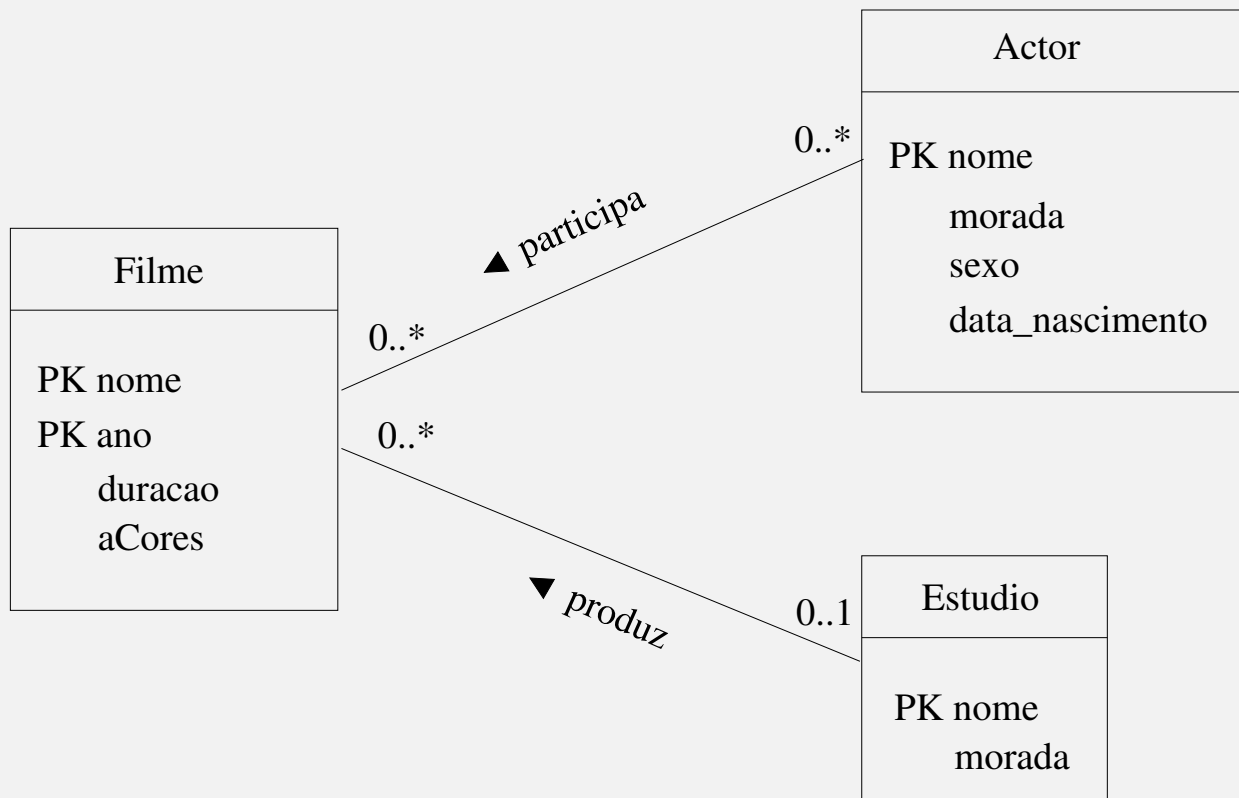 Actor
PK nome
morada
sexo
data_nascimento
0..*
participa
0..*
Filme
PK nome
PK ano
duracao
aCores
0..*
produz
0..1
Estudio
PK nome
morada